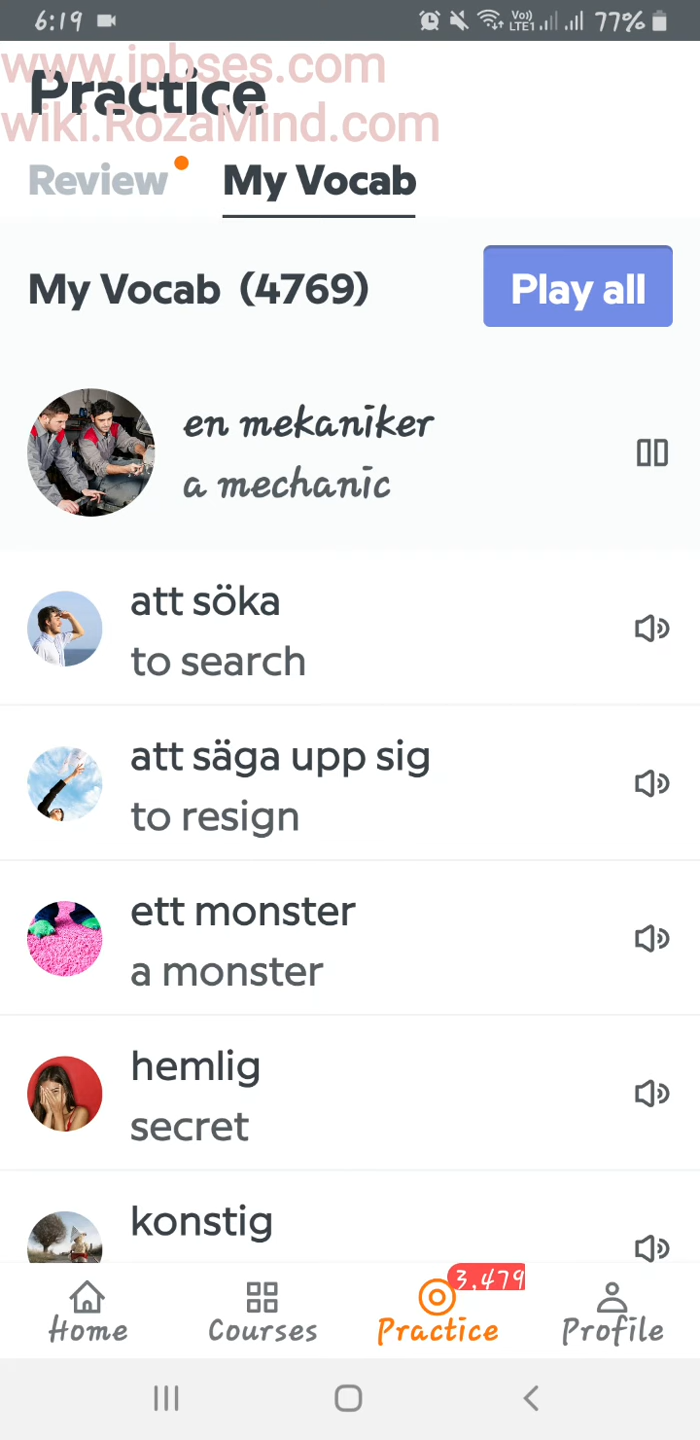 6:19
Vo)) LTE1 77%
www.ipbses.com
Practice
wiki.RozaMind.com
Review My Vocab
My Vocab (4769) Play all
en mekaniker
a mechanic
att söka
to search
att säga upp sig
to resign
ett monster
a monster
hemlig
secret
konstig
3,479
Home Courses Practice Profile